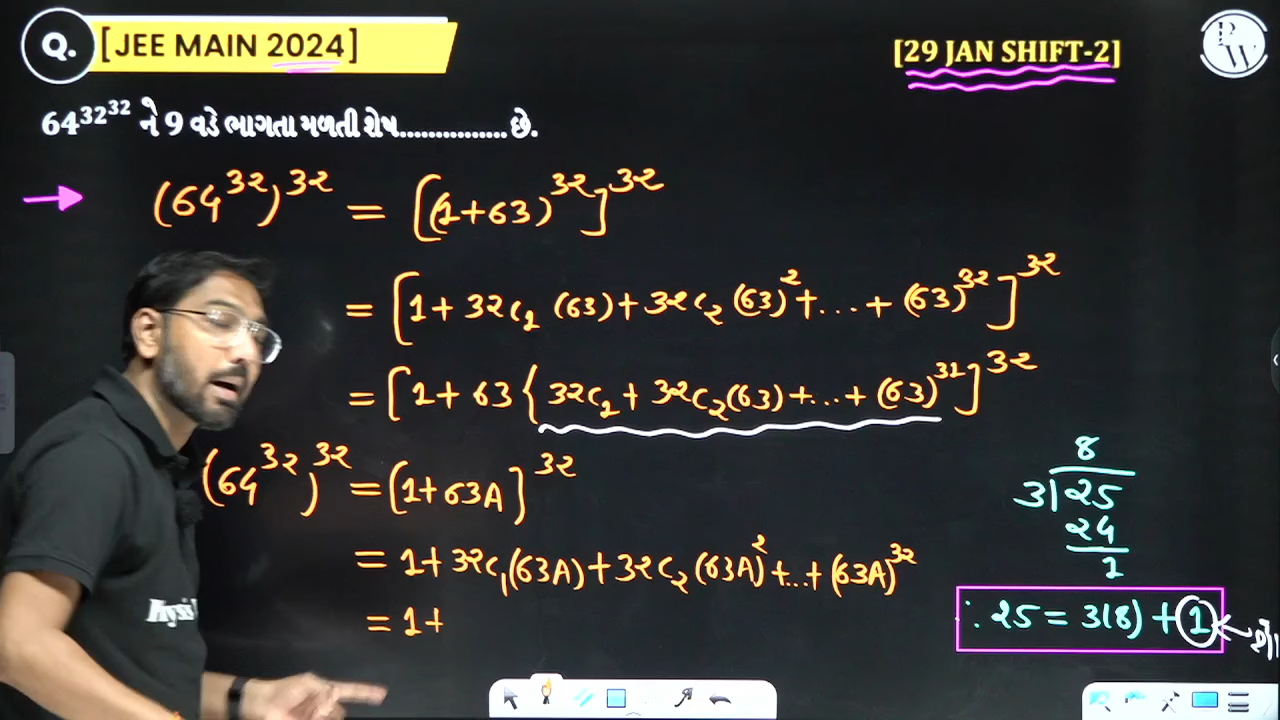 Q. [JEE MAIN 2024]
[29 JAN SHIFT-2]
PW
64^32^32 ને 9 વડે ભાગતા મળતી શેષ................ છે.
(64^32)^32 = [(1+63)^32]^32
= [1 + 32c₁ (63) + 32c₂ (63)^2 + ... + (63)^32]^32
= [1 + 63 { 32c₁ + 32c₂(63) + ... + (63)^31]^32
(64^32)^32 = (1 + 63A]^32
= 1 + 32c₁(63A) + 32c₂ (63A)^2 + ... + (63A)^32
= 1+
8
3|25
24
1
∵ 25 = 3(8) + 1